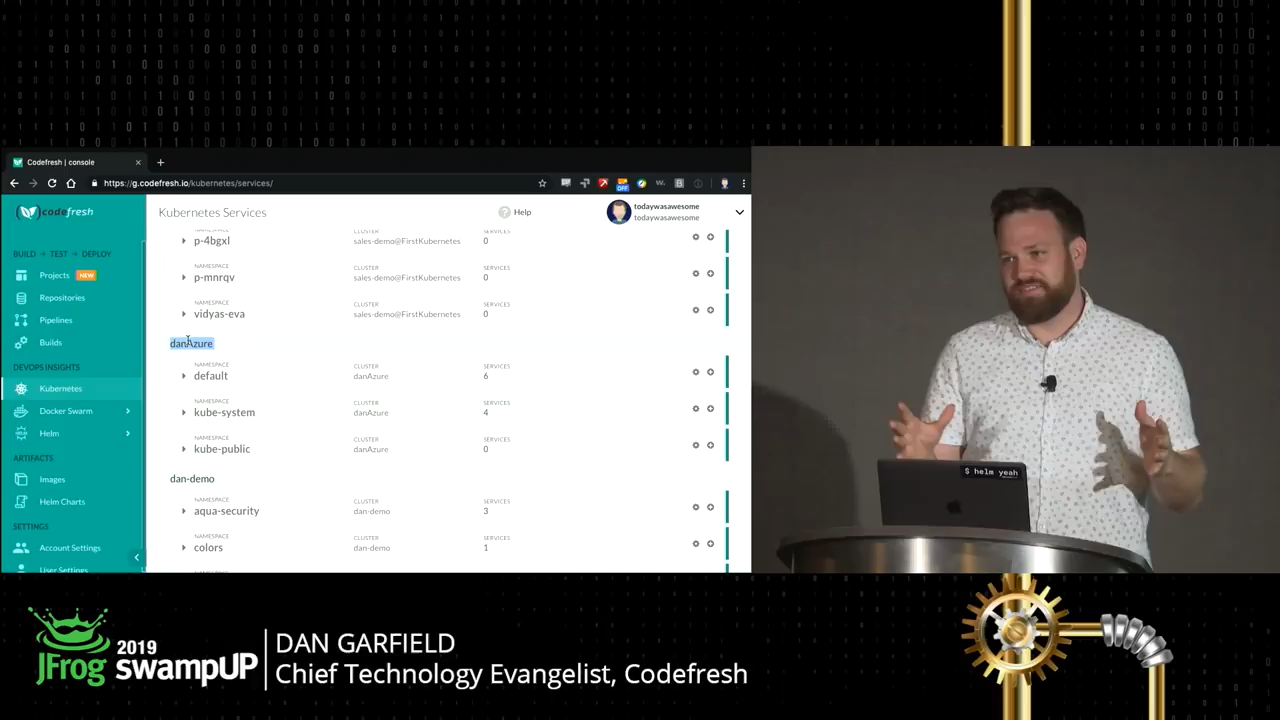 Codefresh | console
https://g.codefresh.io/kubernetes/services/
OFF
codefresh
Kubernetes Services
Help
todaywasawesome
todaywasawesome
BUILD → TEST → DEPLOY
Projects NEW
Repositories
Pipelines
Builds
DEVOPS INSIGHTS
Kubernetes
Docker Swarm
Helm
ARTIFACTS
Images
Helm Charts
SETTINGS
Account Settings
User Settings
NAMESPACE CLUSTER SERVICES
p-4bgxl sales-demo@FirstKubernetes 0
NAMESPACE CLUSTER SERVICES
p-mnrqv sales-demo@FirstKubernetes 0
NAMESPACE CLUSTER SERVICES
vidyas-eva sales-demo@FirstKubernetes 0
danAzure
NAMESPACE CLUSTER SERVICES
default danAzure 6
NAMESPACE CLUSTER SERVICES
kube-system danAzure 4
NAMESPACE CLUSTER SERVICES
kube-public danAzure 0
dan-demo
NAMESPACE CLUSTER SERVICES
aqua-security dan-demo 3
NAMESPACE CLUSTER SERVICES
colors dan-demo 1
$ helm yeah
JFrog
2019
swampUP
DAN GARFIELD
Chief Technology Evangelist, Codefresh